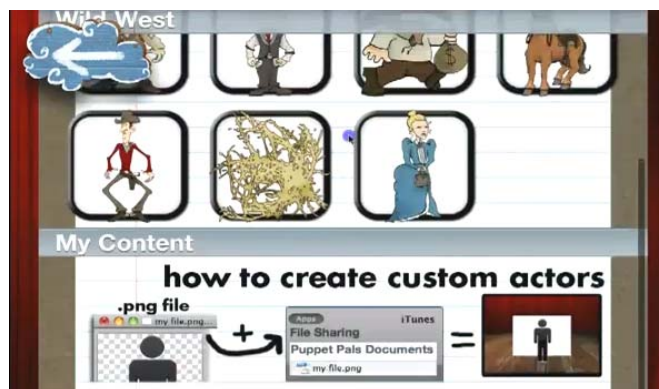 Wild West
My Content
how to create custom actors
.png file
my file.png...
+
Apps
iTunes
File Sharing
Puppet Pals Documents
my file.png
=
$